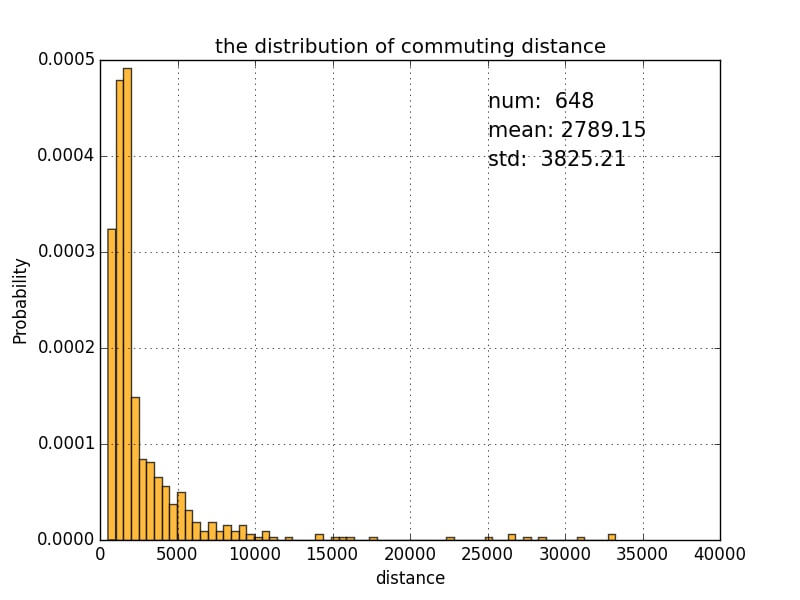 the distribution of commuting distance
0.0005
0.0004
0.0003
0.0002
0.0001
0.0000
Probability
num: 648
mean: 2789.15
std: 3825.21
0 5000 10000 15000 20000 25000 30000 35000 40000
distance